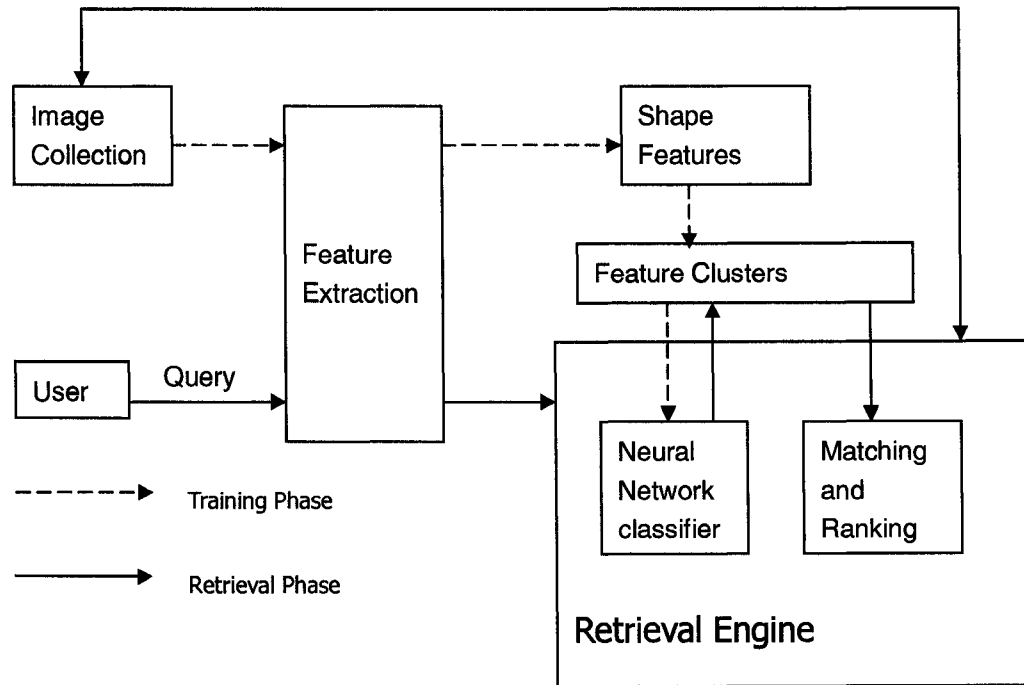 Image
Collection
Feature
Extraction
Shape
Features
Feature Clusters
User
Query
Neural
Network
classifier
Matching
and
Ranking
Training Phase
Retrieval Phase
Retrieval Engine